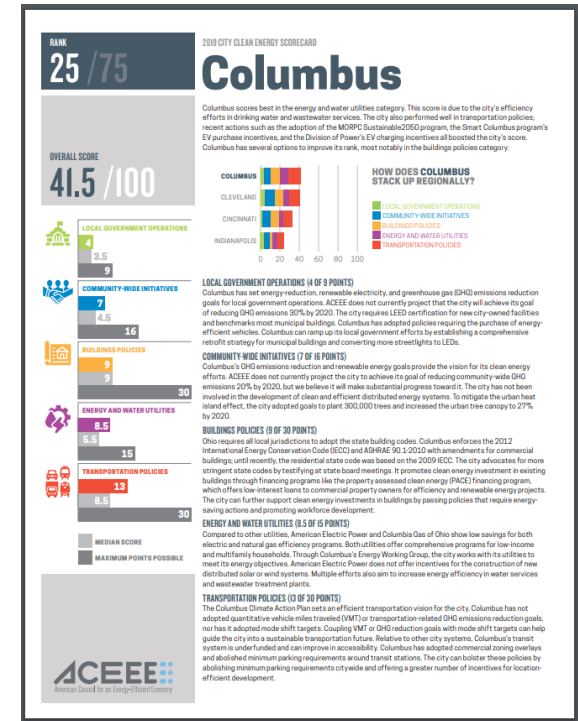 RANK
25 /75
2019 CITY CLEAN ENERGY SCORECARD
Columbus
Columbus scores best in the energy and water utilities category. This score is due to the city's efficiency
efforts in drinking water and wastewater services. The city also performed well in transportation policies;
recent actions such as the adoption of the MORPC Sustainable2050 program, the Smart Columbus program's
EV purchase incentives, and the Division of Power's EV charging incentives all boosted the city's score.
Columbus has several options to improve its rank, most notably in the buildings policies category.
OVERALL SCORE
41.5 /100
COLUMBUS
CLEVELAND
CINCINNATI
INDIANAPOLIS
0 20 40 60 80 100
HOW DOES COLUMBUS
STACK UP REGIONALLY?
LOCAL GOVERNMENT OPERATIONS
COMMUNITY-WIDE INITIATIVES
BUILDINGS POLICIES
ENERGY AND WATER UTILITIES
TRANSPORTATION POLICIES
LOCAL GOVERNMENT OPERATIONS
4
3.5
9
COMMUNITY-WIDE INITIATIVES
7
4.5
16
BUILDINGS POLICIES
9
9
30
ENERGY AND WATER UTILITIES
8.5
5.5
15
TRANSPORTATION POLICIES
13
8.5
30
MEDIAN SCORE
MAXIMUM POINTS POSSIBLE
LOCAL GOVERNMENT OPERATIONS (4 OF 9 POINTS)
Columbus has set energy-reduction, renewable electricity, and greenhouse gas (GHG) emissions reduction
goals for local government operations. ACEEE does not currently project that the city will achieve its goal
of reducing GHG emissions 30% by 2020. The city requires LEED certification for new city-owned facilities
and benchmarks most municipal buildings. Columbus has adopted policies requiring the purchase of energy-
efficient vehicles. Columbus can ramp up its local government efforts by establishing a comprehensive
retrofit strategy for municipal buildings and converting more streetlights to LEDs.
COMMUNITY-WIDE INITIATIVES (7 OF 16 POINTS)
Columbus's GHG emissions reduction and renewable energy goals provide the vision for its clean energy
efforts. ACEEE does not currently project the city to achieve its goal of reducing community-wide GHG
emissions 20% by 2020, but we believe it will make substantial progress toward it. The city has not been
involved in the development of clean and efficient distributed energy systems. To mitigate the urban heat
island effect, the city adopted goals to plant 300,000 trees and increased the urban tree canopy to 27%
by 2020.
BUILDINGS POLICIES (9 OF 30 POINTS)
Ohio requires all local jurisdictions to adopt the state building codes. Columbus enforces the 2012
International Energy Conservation Code (IECC) and ASHRAE 90.1-2010 with amendments for commercial
buildings; until recently, the residential state code was based on the 2009 IECC. The city advocates for more
stringent state codes by testifying at state board meetings. It promotes clean energy investment in existing
buildings through financing programs like the property assessed clean energy (PACE) financing program,
which offers low-interest loans to commercial property owners for efficiency and renewable energy projects.
The city can further support clean energy investments in buildings by passing policies that require energy-
saving actions and promoting workforce development.
ENERGY AND WATER UTILITIES (8.5 OF 15 POINTS)
Compared to other utilities, American Electric Power and Columbia Gas of Ohio show low savings for both
electric and natural gas efficiency programs. Both utilities offer comprehensive programs for low-income
and multifamily households. Through Columbus's Energy Working Group, the city works with its utilities to
meet its energy objectives. American Electric Power does not offer incentives for the construction of new
distributed solar or wind systems. Multiple efforts also aim to increase energy efficiency in water services
and wastewater treatment plants.
TRANSPORTATION POLICIES (13 OF 30 POINTS)
The Columbus Climate Action Plan sets an efficient transportation vision for the city. Columbus has not
adopted quantitative vehicle miles traveled (VMT) or transportation-related GHG emissions reduction goals,
nor has it adopted mode shift targets. Coupling VMT or GHG reduction goals with mode shift targets can help
guide the city into a sustainable transportation future. Relative to other city systems, Columbus's transit
system is underfunded and can improve in accessibility. Columbus has adopted commercial zoning overlays
and abolished minimum parking requirements around transit stations. The city can bolster these policies by
abolishing minimum parking requirements citywide and offering a greater number of incentives for location-
efficient development.
ACEEE
American Council for an Energy-Efficient Economy